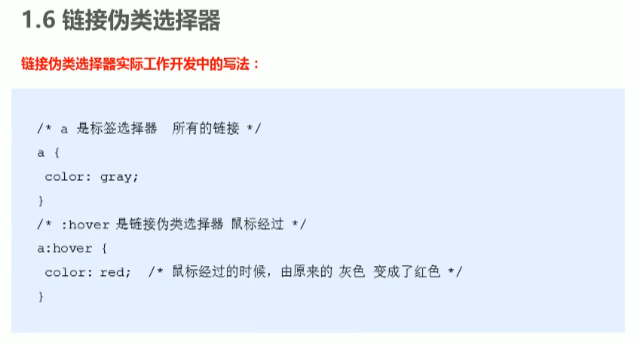 1.6 链接伪类选择器
链接伪类选择器实际工作开发中的写法：
/* a 是标签选择器  所有的链接 */
a {
 color: gray;
}
/* :hover 是链接伪类选择器 鼠标经过 */
a:hover {
 color: red;  /* 鼠标经过的时候，由原来的 灰色 变成了红色 */
}